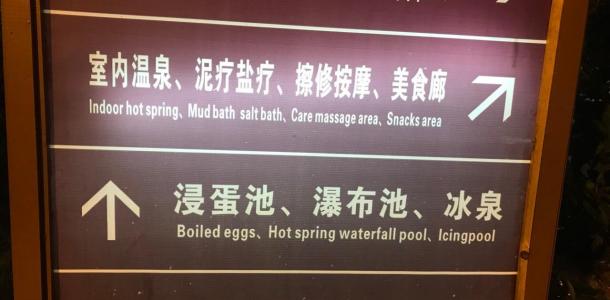 室内温泉、泥疗盐疗、擦修按摩、美食廊
Indoor hot spring、Mud bath salt bath、Care massage area、Snacks area
浸蛋池、瀑布池、冰泉
Boiled eggs、Hot spring waterfall pool、Icingpool